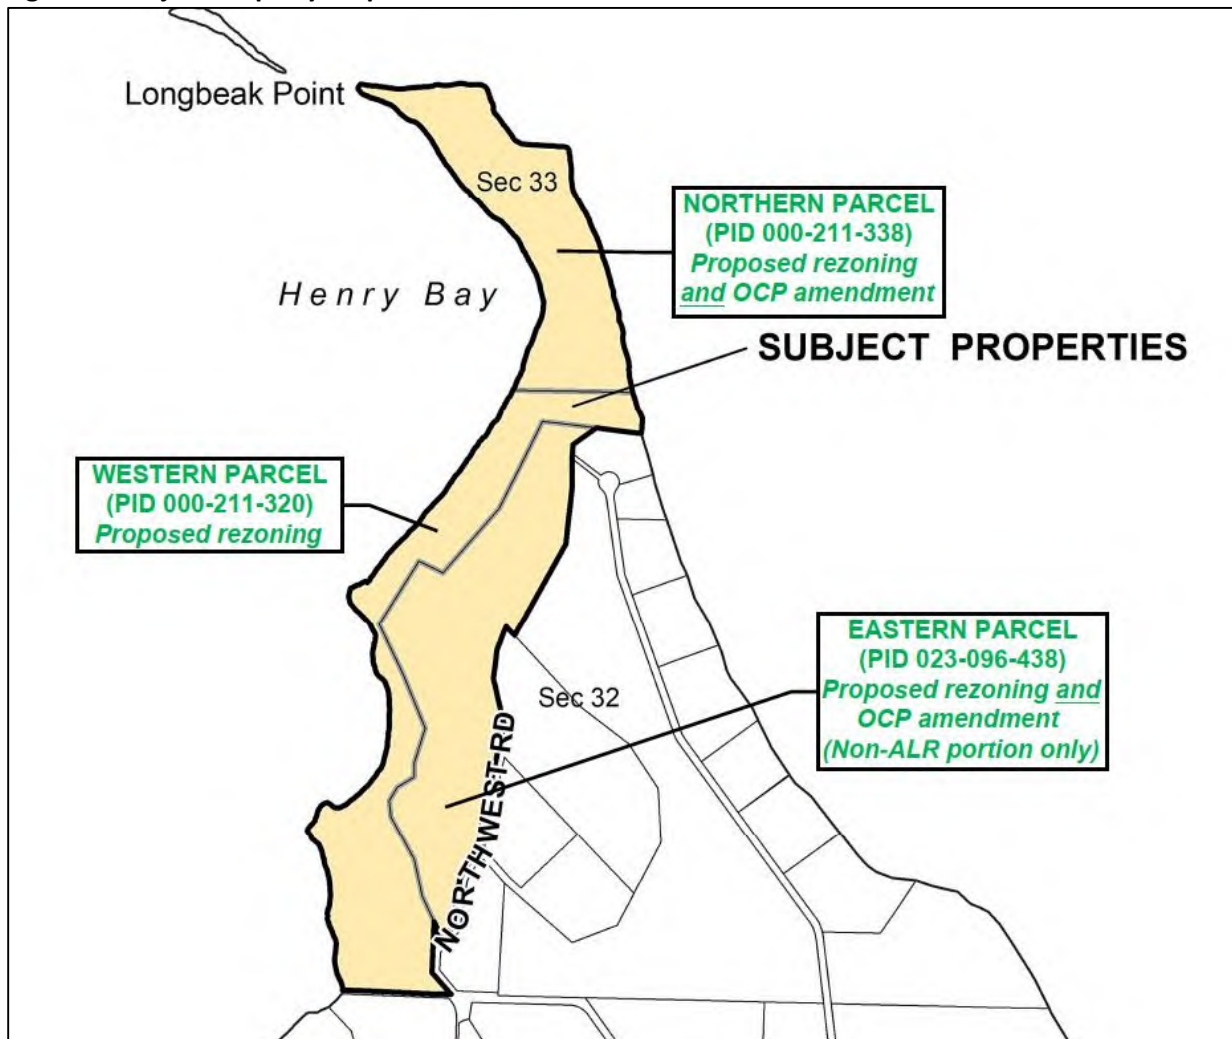 Longbeak Point
Sec 33
NORTHERN PARCEL
(PID 000-211-338)
Proposed rezoning
and OCP amendment
Henry Bay
SUBJECT PROPERTIES
WESTERN PARCEL
(PID 000-211-320)
Proposed rezoning
EASTERN PARCEL
(PID 023-096-438)
Proposed rezoning and
OCP amendment
(Non-ALR portion only)
Sec 32
NORTHWEST RD